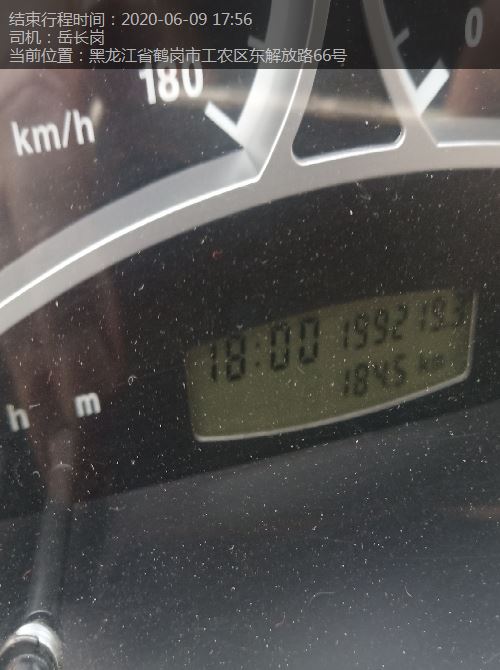 结束行程时间：2020-06-09 17:56
司机：岳长岗
当前位置：黑龙江省鹤岗市工农区东解放路66号
180
0
km/h
18:00
km
h
m